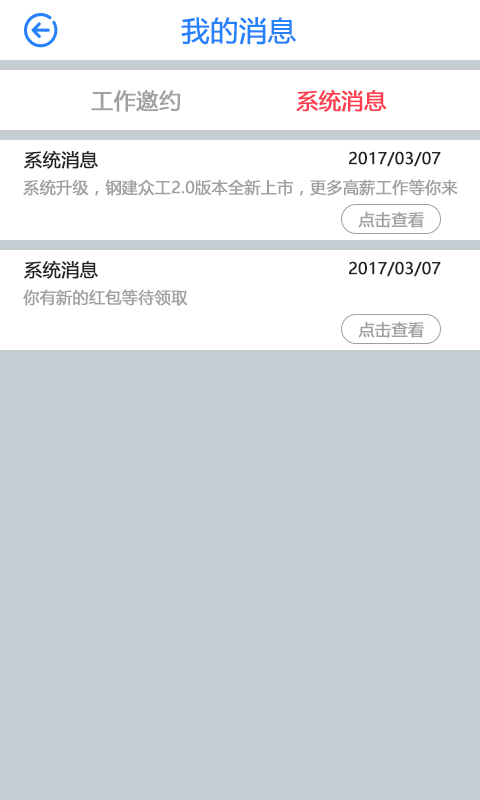 我的消息
工作邀约 系统消息
系统消息 2017/03/07
系统升级，钢建众工2.0版本全新上市，更多高薪工作等你来
点击查看
系统消息 2017/03/07
你有新的红包等待领取
点击查看